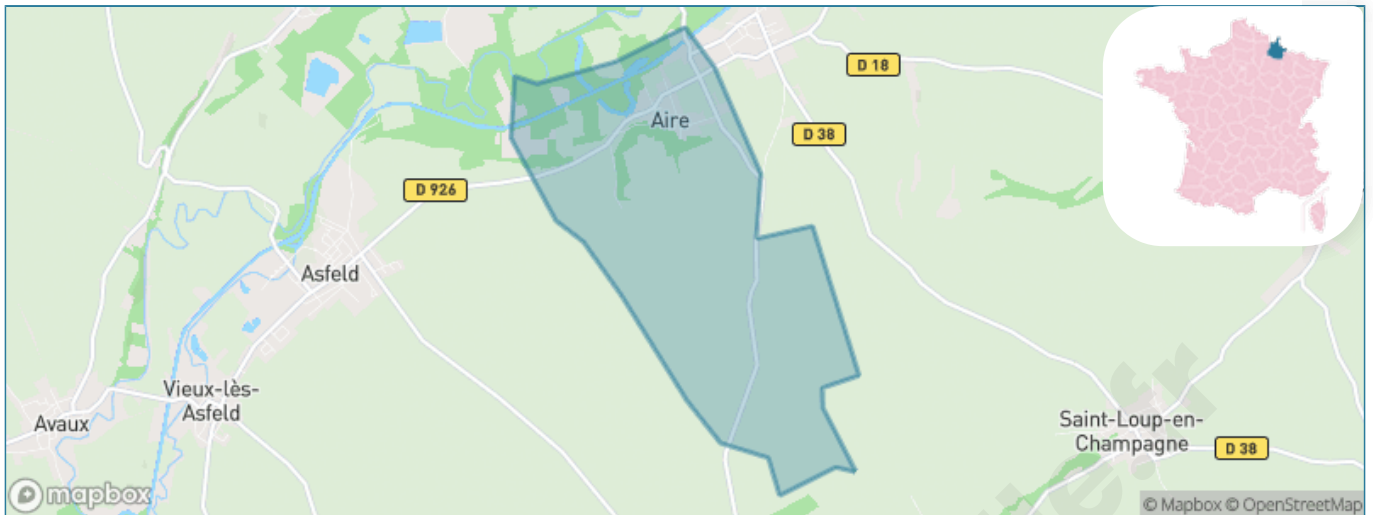 D 18
Aire
D 38
D 926
Asfeld
Vieux-lès-
Asfeld
Avaux
Saint-Loup-en-
Champagne
D 38
mapbox
© Mapbox © OpenStreetMap